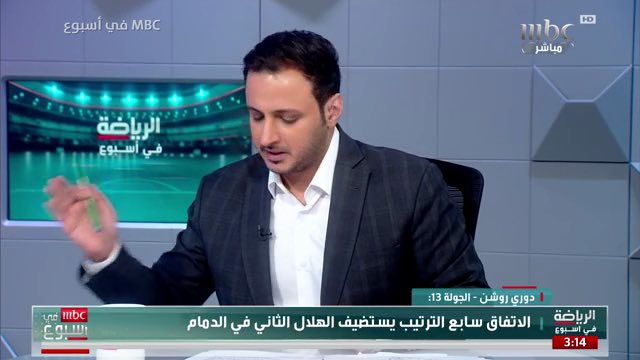 MBC في أسبوع
mbc
HD
مباشر
الرياضة
في أسبوع
دوري روشن - الجولة 13:
الاتفاق سابع الترتيب يستضيف الهلال الثاني في الدمام
mbc في أسبوع
الرياضة
في أسبوع
3:14